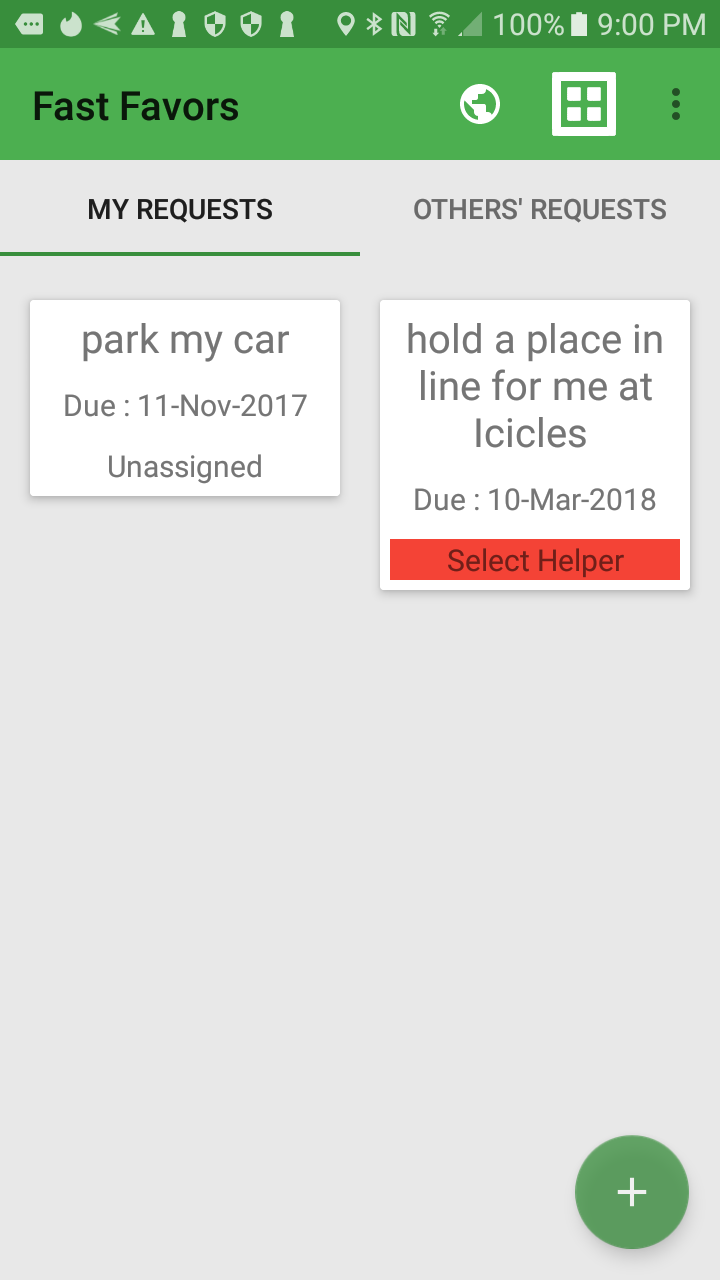 100% 9:00 PM
Fast Favors
MY REQUESTS
OTHERS' REQUESTS
park my car
Due : 11-Nov-2017
Unassigned
hold a place in
line for me at
Icicles
Due : 10-Mar-2018
Select Helper
+